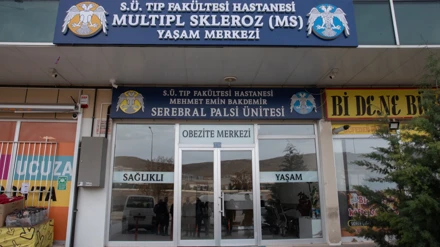 S.Ü. TIP FAKÜLTESİ HASTANESİ
MULTIPL SKLEROZ (MS)
YAŞAM MERKEZİ
S.Ü. TIP FAKÜLTESİ HASTANESİ
MEHMET EMİN BAKDEMİR
SEREBRAL PALSİ ÜNİTESİ
BI DENE BI
OBEZİTE MERKEZİ
SAĞLIKLI
YAŞAM
UCUZA